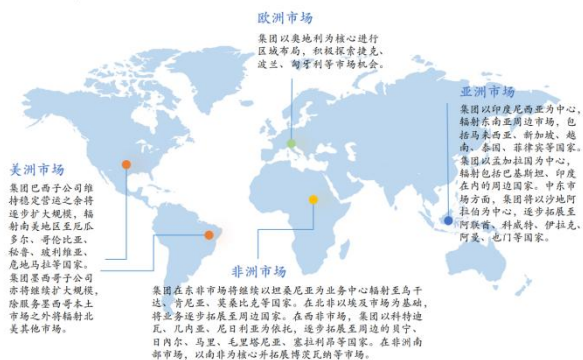 欧洲市场
集团以奥地利为核心进行
区域布局，积极探索捷克、
波兰、匈牙利等市场机会。
亚洲市场
集团以印度尼西亚为中心，
辐射东南亚周边市场，包
括马来西亚、新加坡、越
南、泰国、菲律宾等国家。
集团以孟加拉国为中心，
辐射包括巴基斯坦、印度
在内的周边国家。中东市
场方面，集团将以沙地阿
拉伯为中心，逐步拓展至
阿联酋、科威特、伊拉克、
阿曼、也门等国家。
美洲市场
集团巴西子公司维
持稳定营运之余将
逐步扩大规模，辐
射南美地区至厄瓜
多尔、哥伦比亚、
秘鲁、玻利维亚、
危地马拉等国家。
集团墨西哥子公司
亦将继续扩大规模，
除服务墨西哥本土
市场之外将辐射北
美其他市场。
非洲市场
集团在东非市场将继续以坦桑尼亚为业务中心辐射至乌干
达、肯尼亚、莫桑比克等国家。在北非以埃及市场为基础，
将业务逐步拓展至周边国家。在西非市场，集团以科特迪
瓦、几内亚、尼日利亚为依托，逐步拓展至周边的贝宁、
日内尔、马里、毛里塔尼亚、塞拉利昂等国家。在非洲南
部市场，以南非为核心并拓展博茨瓦纳等市场。